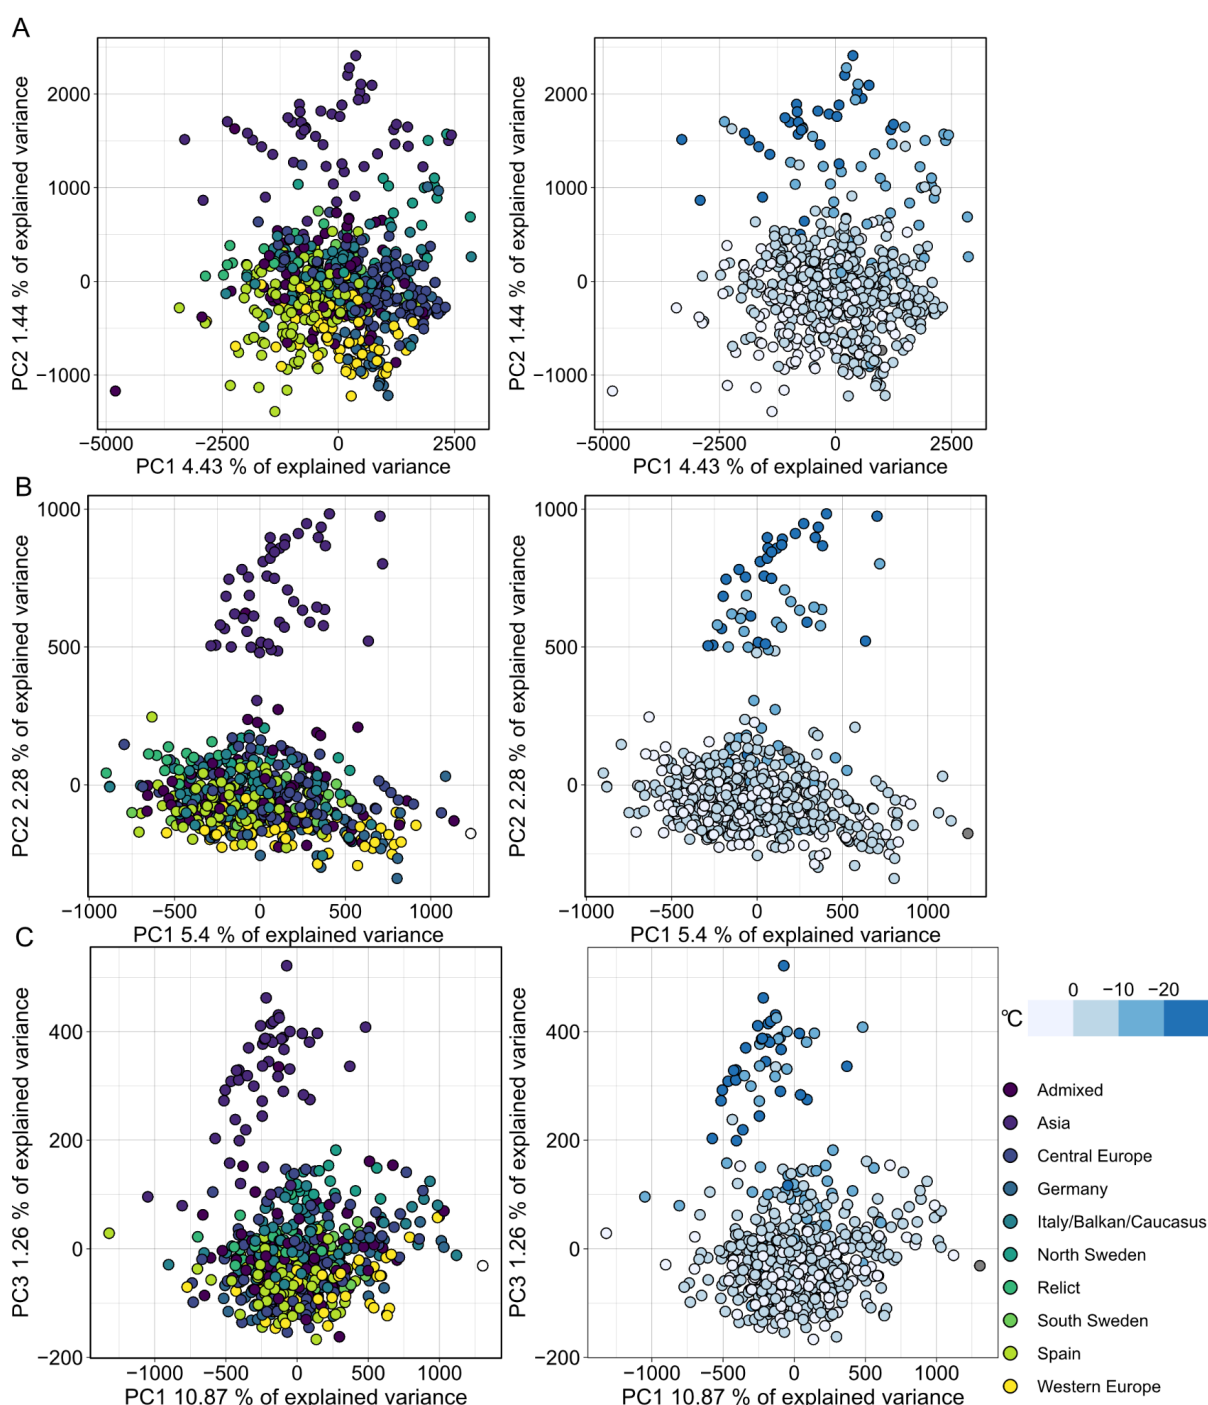 A
PC2 1.44 % of explained variance
2000
1000
0
−1000
−5000 −2500 0 2500
PC1 4.43 % of explained variance
PC2 1.44 % of explained variance
2000
1000
0
−1000
−5000 −2500 0 2500
PC1 4.43 % of explained variance
B
PC2 2.28 % of explained variance
1000
500
0
−1000 −500 0 500 1000
PC1 5.4 % of explained variance
PC2 2.28 % of explained variance
1000
500
0
−1000 −500 0 500 1000
PC1 5.4 % of explained variance
C
PC3 1.26 % of explained variance
400
200
0
−200
−1000 −500 0 500 1000
PC1 10.87 % of explained variance
PC3 1.26 % of explained variance
400
200
0
−200
−1000 −500 0 500 1000
PC1 10.87 % of explained variance
0 −10 −20
℃
Admixed
Asia
Central Europe
Germany
Italy/Balkan/Caucasus
North Sweden
Relict
South Sweden
Spain
Western Europe